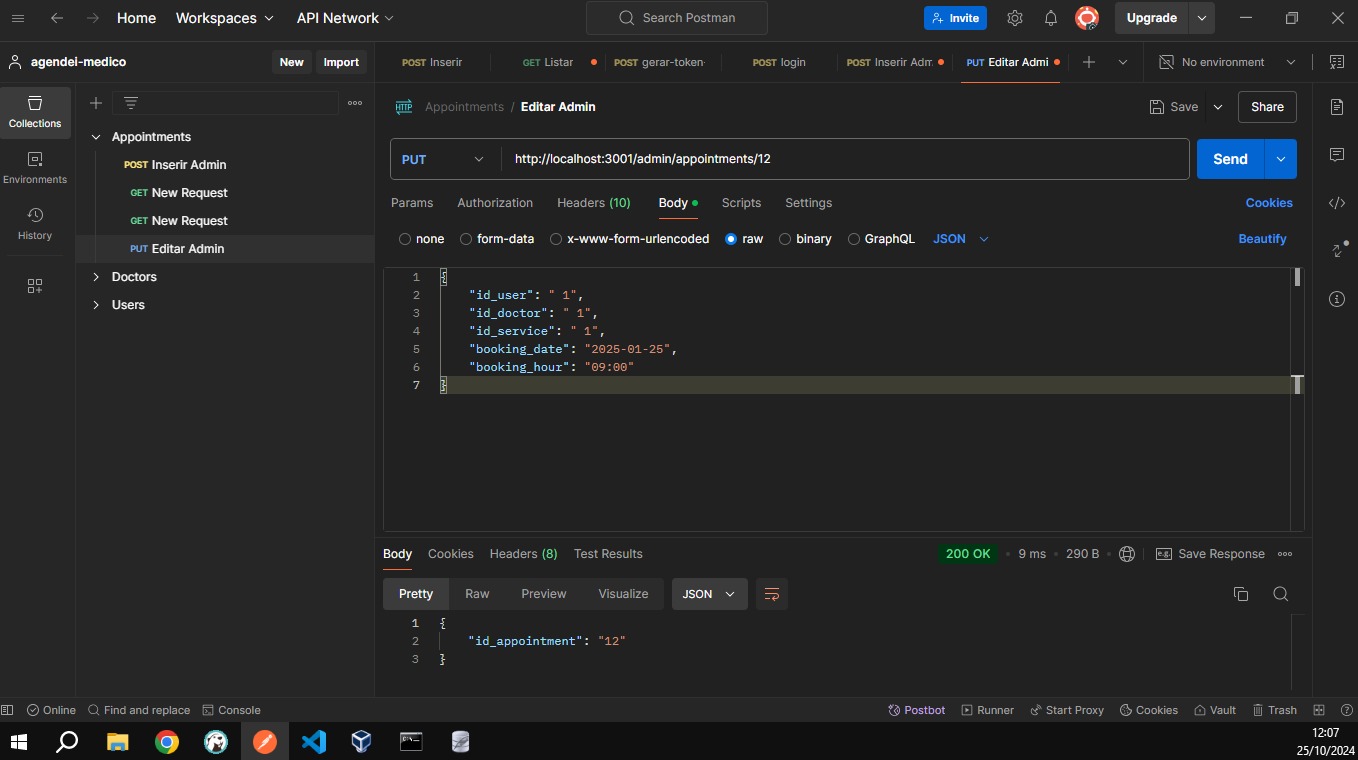 Home Workspaces API Network Search Postman Invite Upgrade
agendei-medico New Import POST Inserir GET Listar POST gerar-token POST login POST Inserir Adm PUT Editar Admi No environment
Collections
Environments
History
Appointments
POST Inserir Admin
GET New Request
GET New Request
PUT Editar Admin
Doctors
Users
HTTP Appointments / Editar Admin Save Share
PUT http://localhost:3001/admin/appointments/12 Send
Params Authorization Headers (10) Body Scripts Settings Cookies
none form-data x-www-form-urlencoded raw binary GraphQL JSON Beautify
1 {
2 "id_user": " 1",
3 "id_doctor": " 1",
4 "id_service": " 1",
5 "booking_date": "2025-01-25",
6 "booking_hour": "09:00"
7 }
Body Cookies Headers (8) Test Results 200 OK 9 ms 290 B e.g. Save Response
Pretty Raw Preview Visualize JSON
1 {
2 "id_appointment": "12"
3 }
Online Find and replace Console Postbot Runner Start Proxy Cookies Vault Trash
12:07
25/10/2024